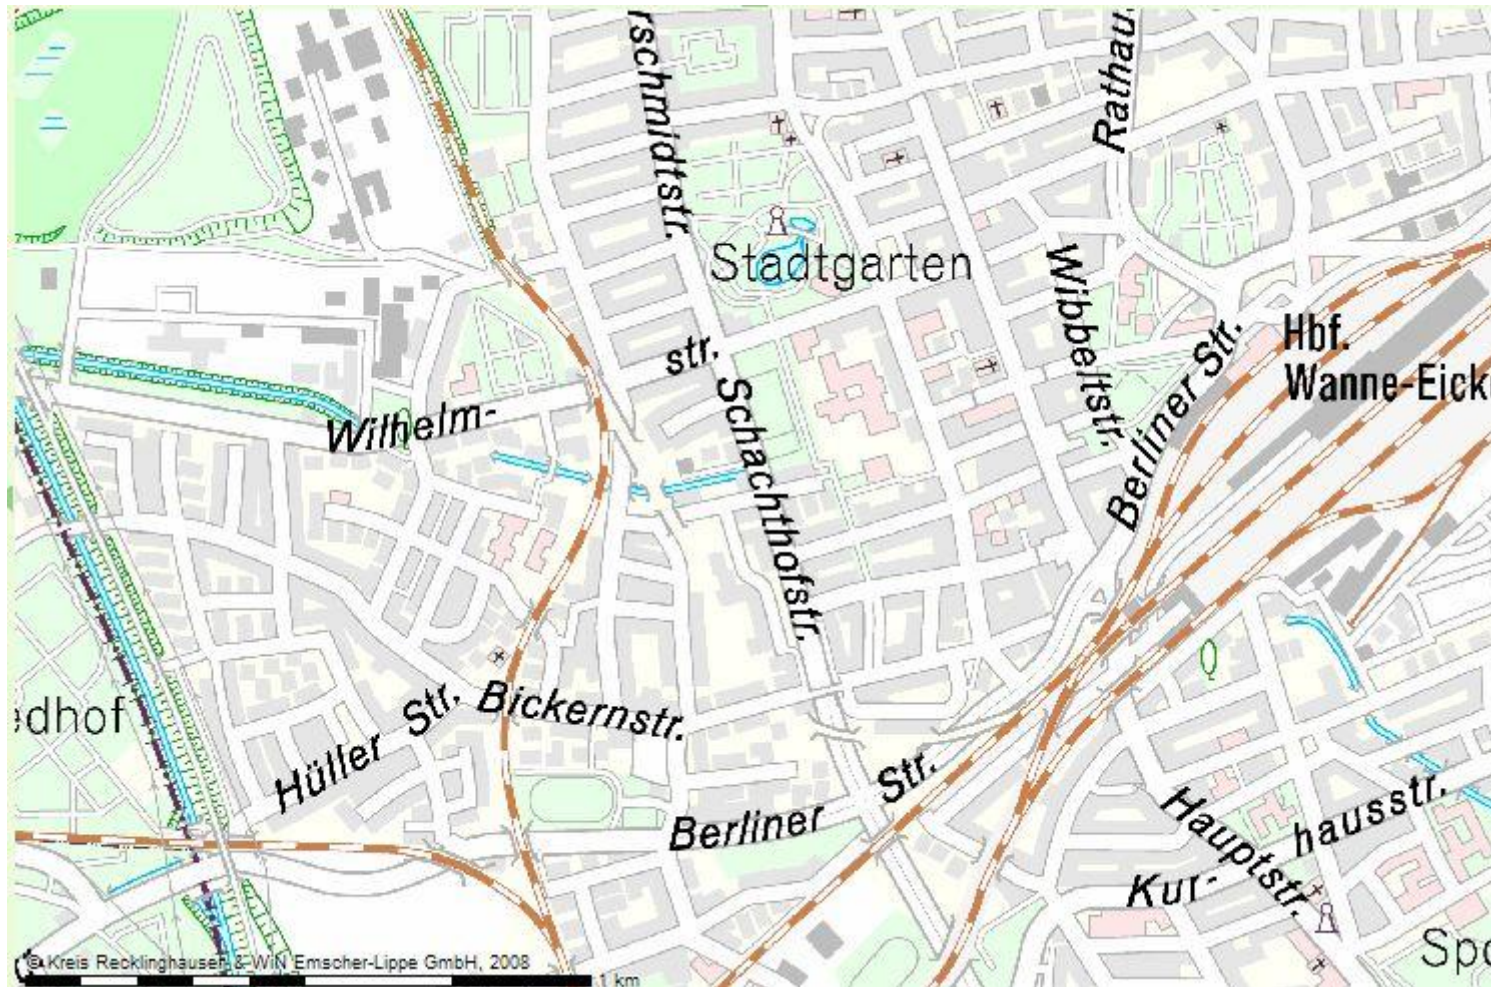 rschmidtstr.
Rathau
Stadtgarten
Wibbeltstr.
Hbf.
Wanne-Eick
Berliner Str.
str.
Wilhelm-
Schachthofstr.
edhof
Hüller Str.
Bickernstr.
Berliner Str.
Hauptstr.
Kur-
hausstr.
Spo
© Kreis Recklinghausen & WiN Emscher-Lippe GmbH, 2008
1 km